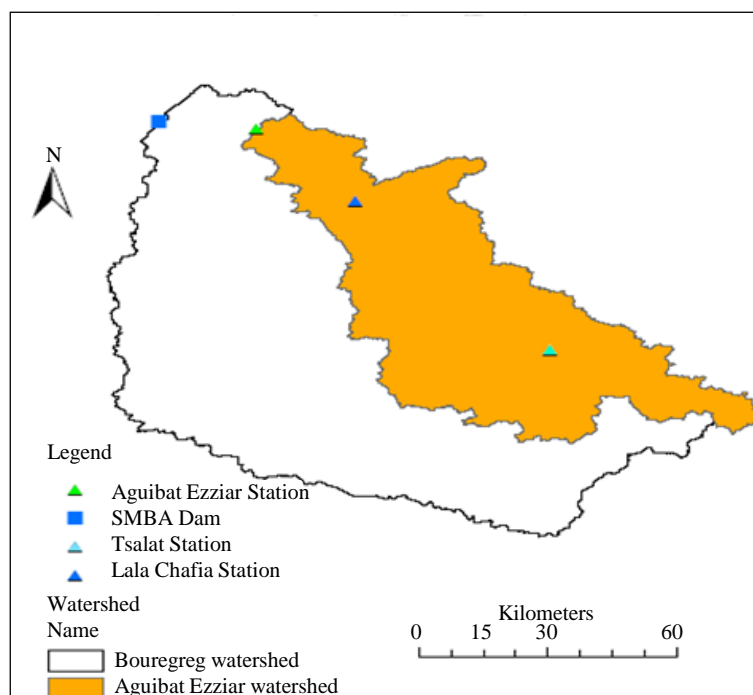 N
Legend
Aguibat Ezziar Station
SMBA Dam
Tsalat Station
Lala Chafia Station
Watershed
Name
Bouregreg watershed
Aguibat Ezziar watershed
Kilometers
0 15 30 60